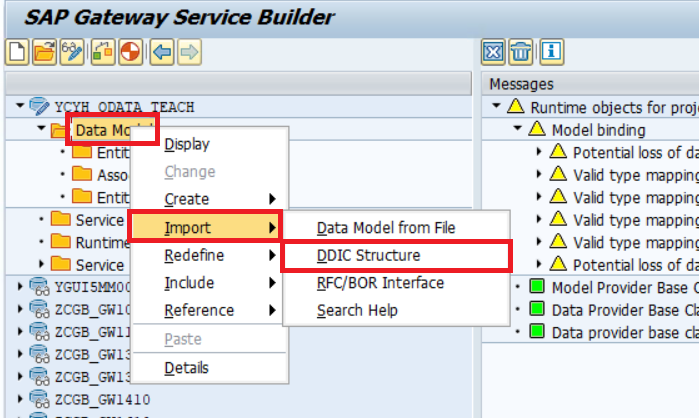 SAP Gateway Service Builder
YCYH_ODATA_TEACH
Data Mod
Entit
Asso
Entit
Service
Runtime
Service
YGUI5MM00
ZCGB_GW10
ZCGB_GW11
ZCGB_GW13
ZCGB_GW13
ZCGB_GW1410
Display
Change
Create
Import
Redefine
Include
Reference
Paste
Details
Data Model from File
DDIC Structure
RFC/BOR Interface
Search Help
Messages
Runtime objects for proje
Model binding
Potential loss of da
Valid type mapping
Valid type mapping
Valid type mapping
Valid type mapping
Potential loss of da
Model Provider Base C
Data Provider Base Cla
Data provider base cla